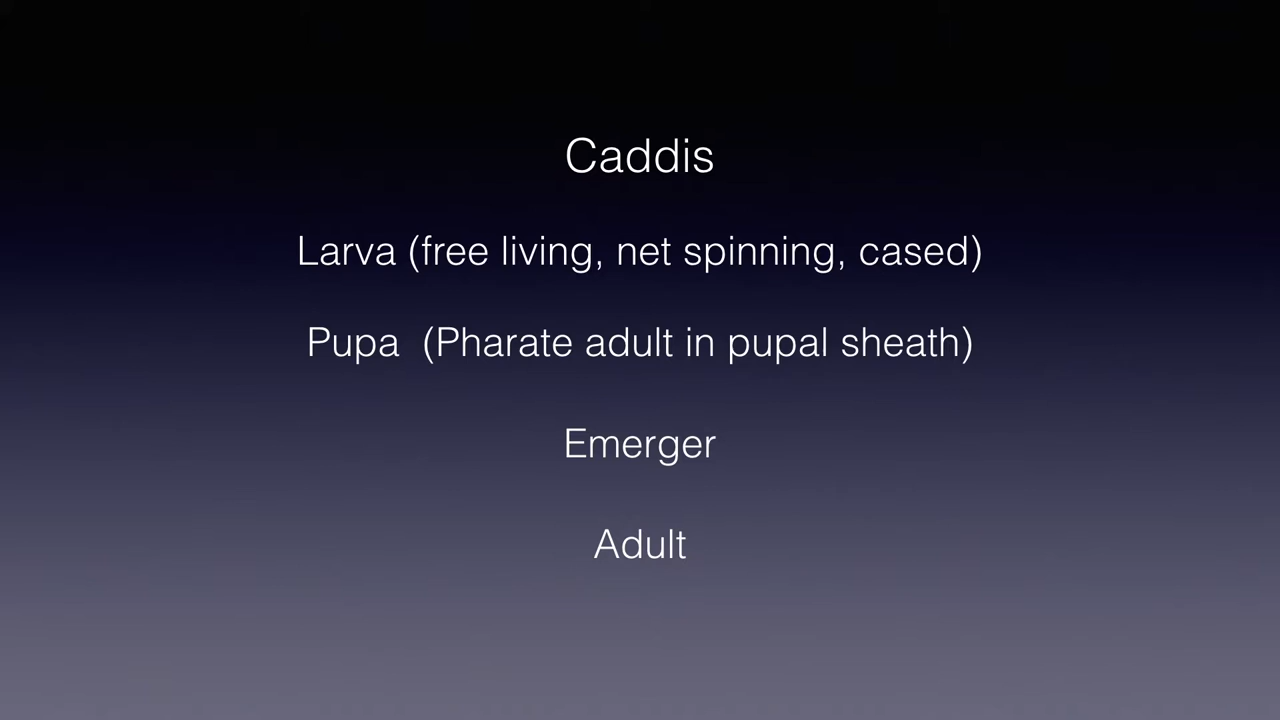 Caddis
Larva (free living, net spinning, cased)
Pupa  (Pharate adult in pupal sheath)
Emerger
Adult